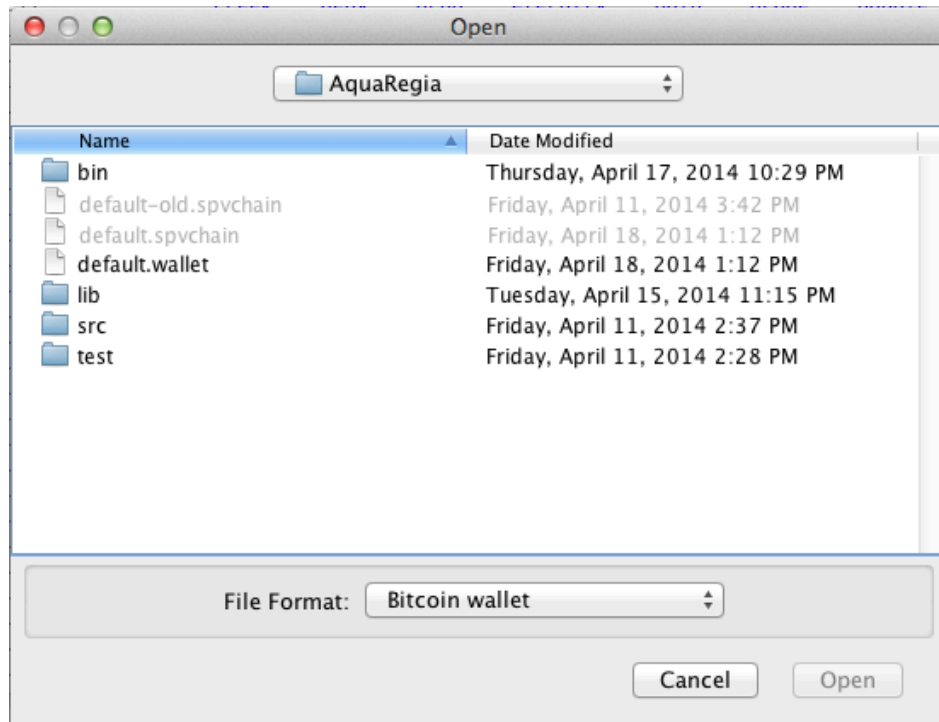 Open
AquaRegia
Name Date Modified
bin Thursday, April 17, 2014 10:29 PM
default-old.spvchain Friday, April 11, 2014 3:42 PM
default.spvchain Friday, April 18, 2014 1:12 PM
default.wallet Friday, April 18, 2014 1:12 PM
lib Tuesday, April 15, 2014 11:15 PM
src Friday, April 11, 2014 2:37 PM
test Friday, April 11, 2014 2:28 PM
File Format: Bitcoin wallet
Cancel Open